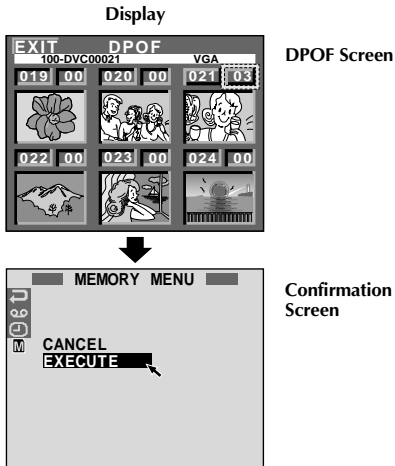 Display
EXIT DPOF
100-DVC00021 VGA
019 00 020 00 021 03
022 00 023 00 024 00
DPOF Screen
MEMORY MENU
M
CANCEL
EXECUTE
Confirmation
Screen